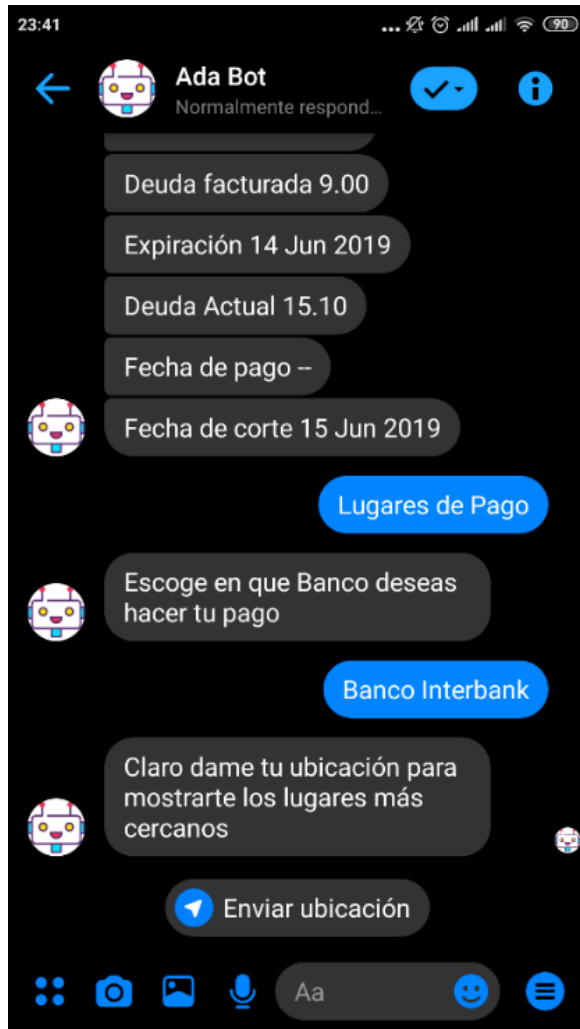 23:41
90
Ada Bot
Normalmente respond...
Deuda facturada 9.00
Expiración 14 Jun 2019
Deuda Actual 15.10
Fecha de pago --
Fecha de corte 15 Jun 2019
Lugares de Pago
Escoge en que Banco deseas
hacer tu pago
Banco Interbank
Claro dame tu ubicación para
mostrarte los lugares más
cercanos
Enviar ubicación
Aa